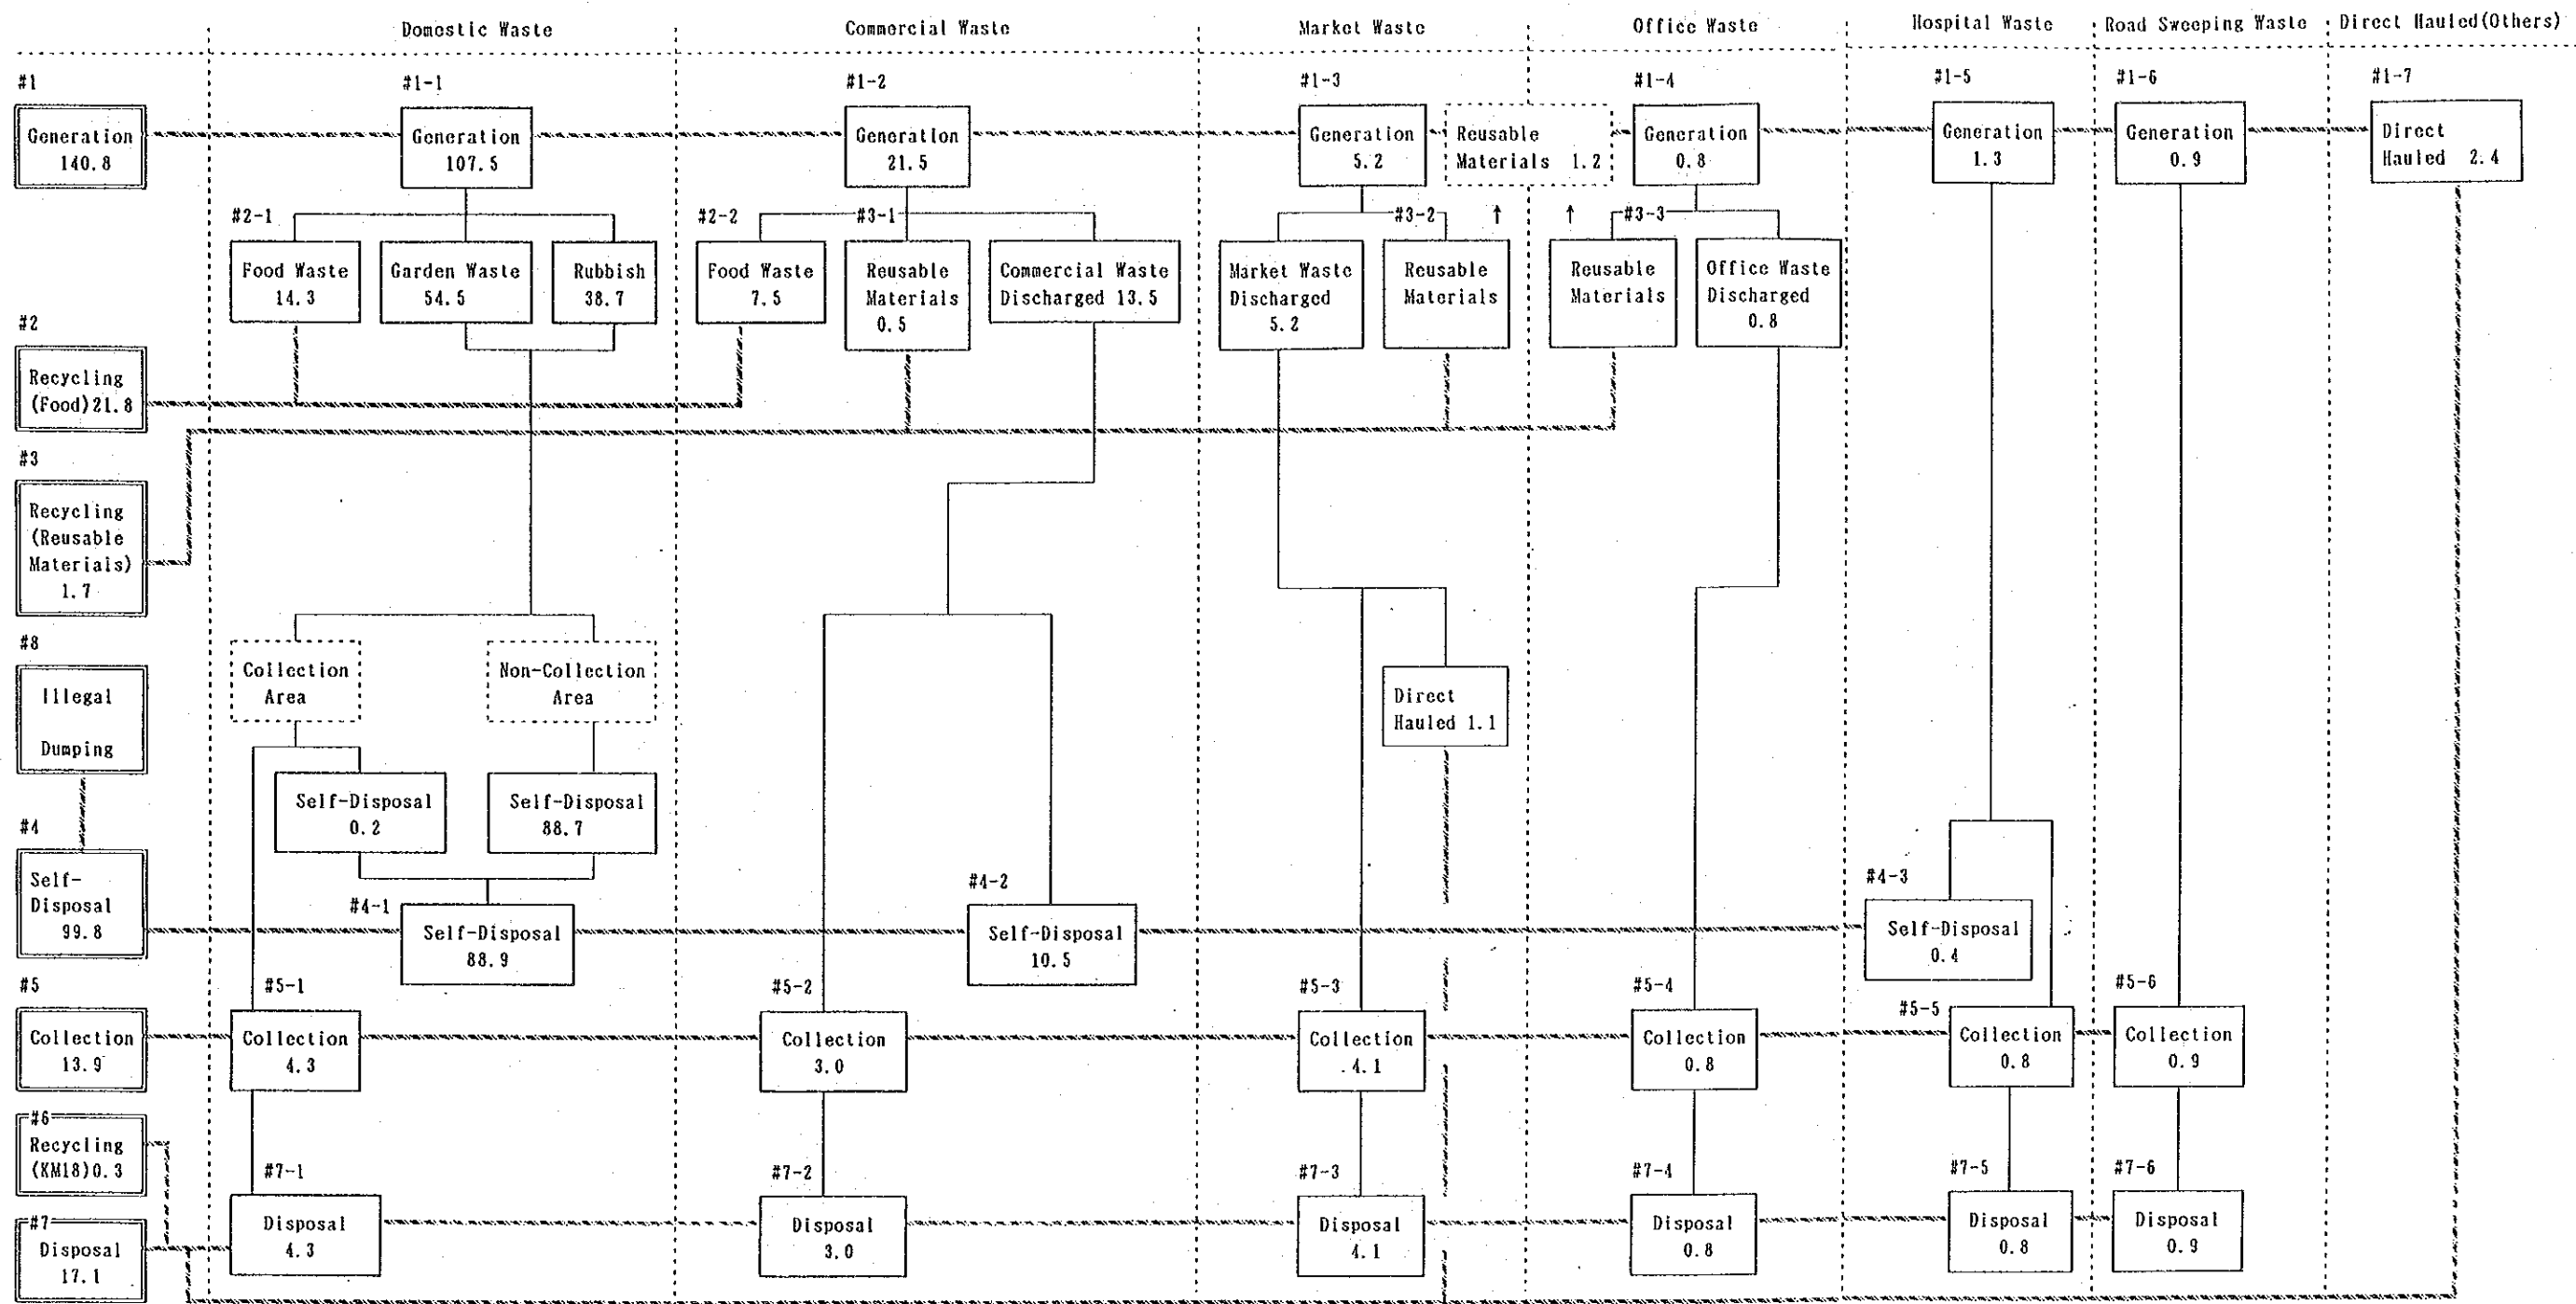 Domestic Waste
Commercial Waste
Market Waste
Office Waste
Hospital Waste
Road Sweeping Waste
Direct Hauled(Others)
#1
#1-1
#1-2
#1-3
#1-4
#1-5
#1-6
#1-7
Generation
140.8
Generation
107.5
Generation
21.5
Generation
5.2
Reusable
Materials 1.2
Generation
0.8
Generation
1.3
Generation
0.9
Direct
Hauled 2.4
#2-1
#2-2
#3-1
#3-2
↑
↑
#3-3
Food Waste
14.3
Garden Waste
54.5
Rubbish
38.7
Food Waste
7.5
Reusable
Materials
0.5
Commercial Waste
Discharged 13.5
Market Waste
Discharged
5.2
Reusable
Materials
Reusable
Materials
Office Waste
Discharged
0.8
#2
Recycling
(Food)21.8
#3
Recycling
(Reusable
Materials)
1.7
#8
Illegal
Dumping
Collection
Area
Non-Collection
Area
Direct
Hauled 1.1
Self-Disposal
0.2
Self-Disposal
88.7
#4
Self-
Disposal
99.8
#4-1
Self-Disposal
88.9
#4-2
Self-Disposal
10.5
#4-3
Self-Disposal
0.4
#5
#5-1
#5-2
#5-3
#5-4
#5-5
#5-6
Collection
13.9
Collection
4.3
Collection
3.0
Collection
4.1
Collection
0.8
Collection
0.8
Collection
0.9
#6
Recycling
(KM18)0.3
#7-1
#7-2
#7-3
#7-4
#7-5
#7-6
#7
Disposal
17.1
Disposal
4.3
Disposal
3.0
Disposal
4.1
Disposal
0.8
Disposal
0.8
Disposal
0.9